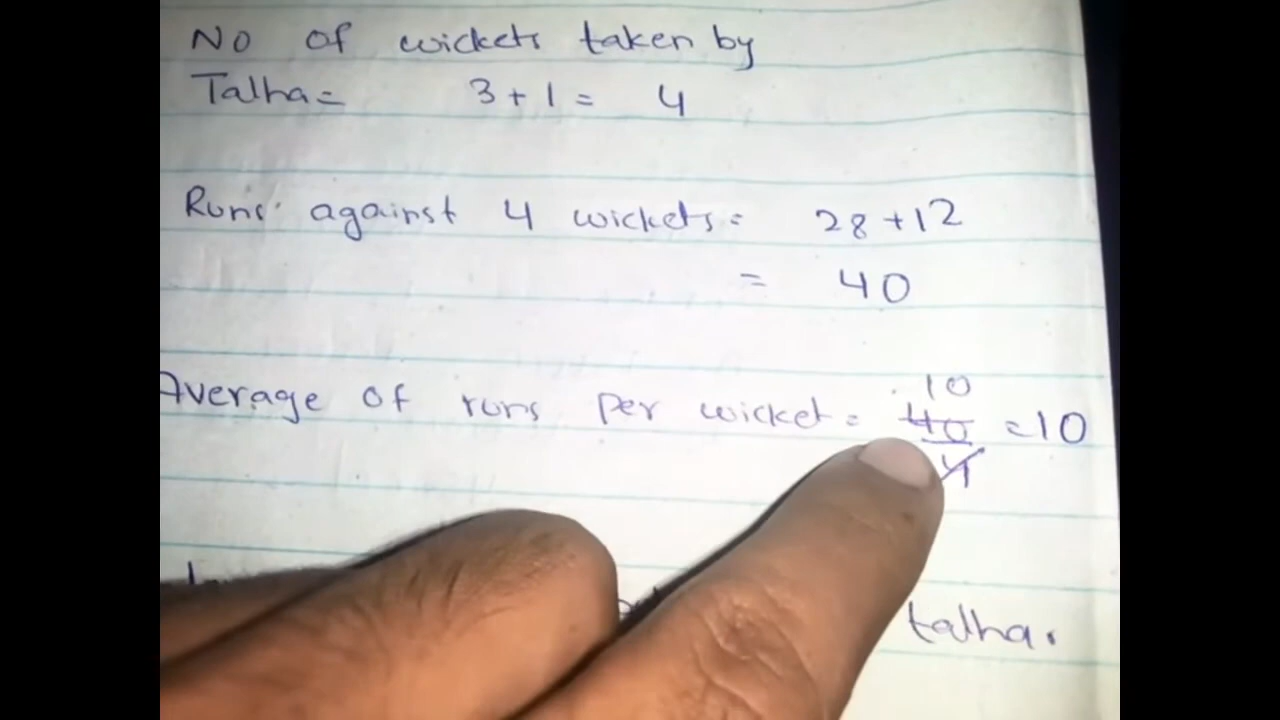 No of wickets taken by
Talha = 3 + 1 = 4
Runs against 4 wickets = 28 + 12
= 40
Average of runs per wicket = 40/4 = 10
10
talha.